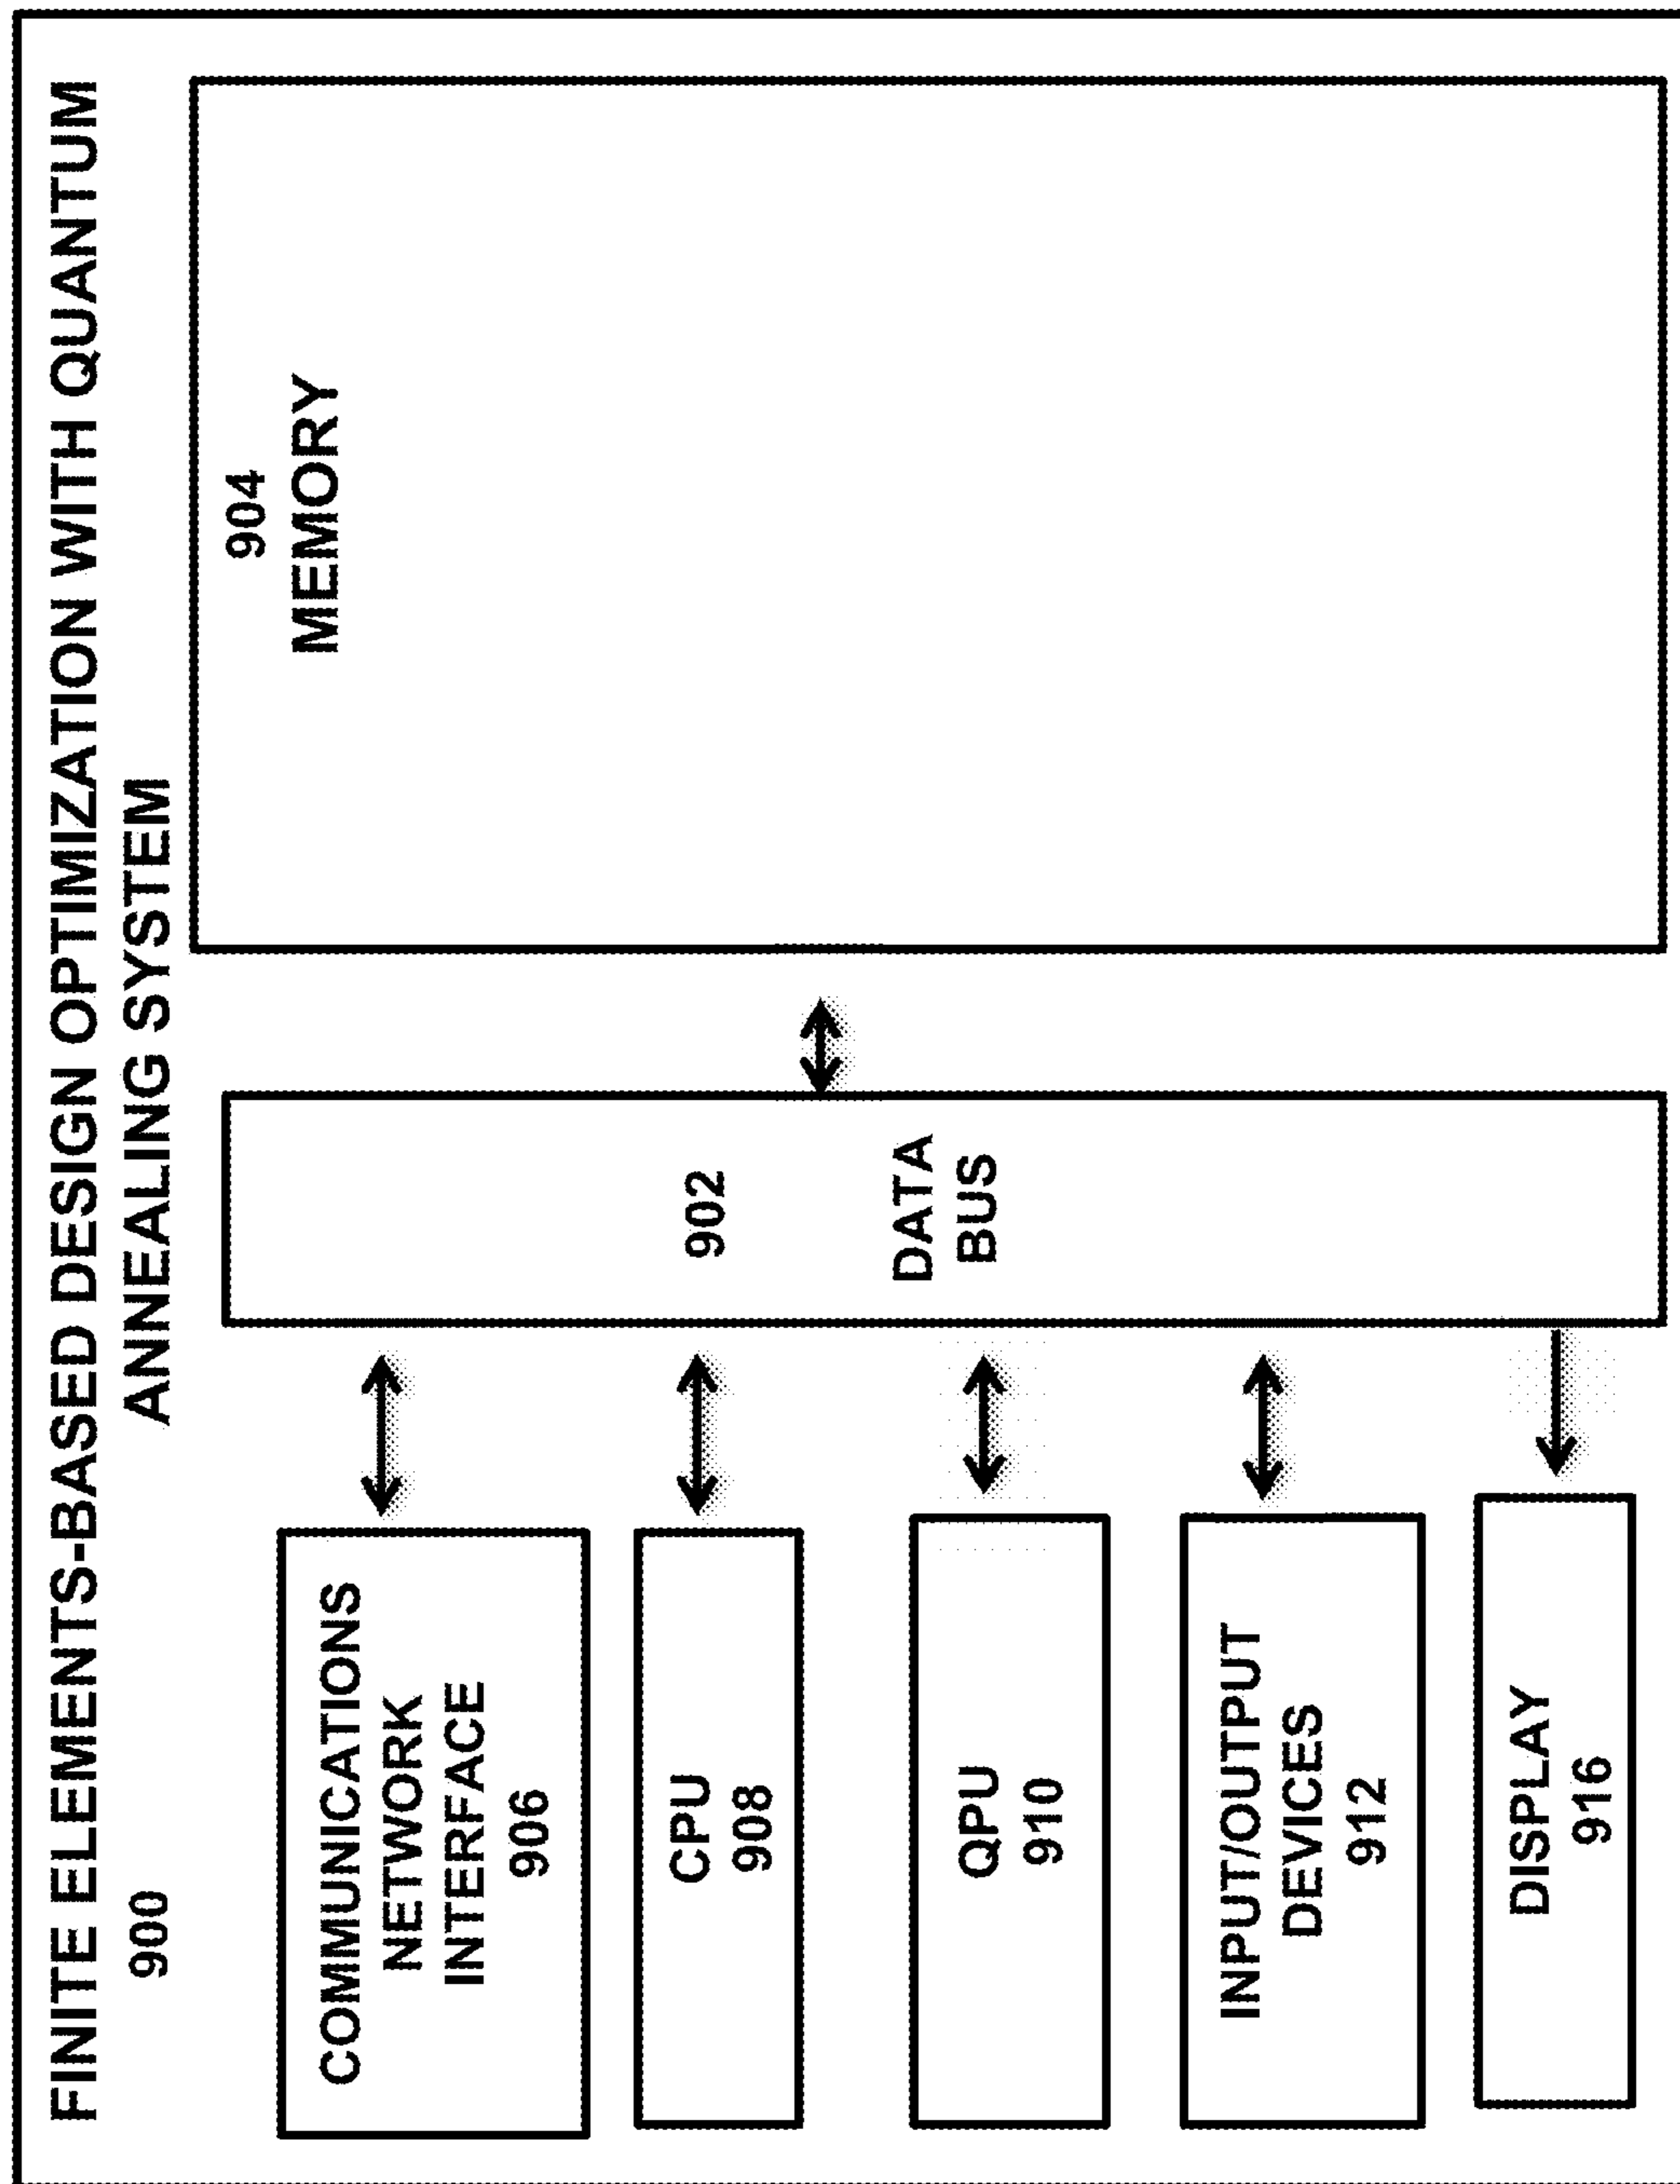 FINITE ELEMENTS-BASED DESIGN OPTIMIZATION WITH QUANTUM
ANNEALING SYSTEM
900
COMMUNICATIONS
NETWORK
INTERFACE
906
CPU
908
QPU
910
INPUT/OUTPUT
DEVICES
912
DISPLAY
916
902
DATA
BUS
904
MEMORY